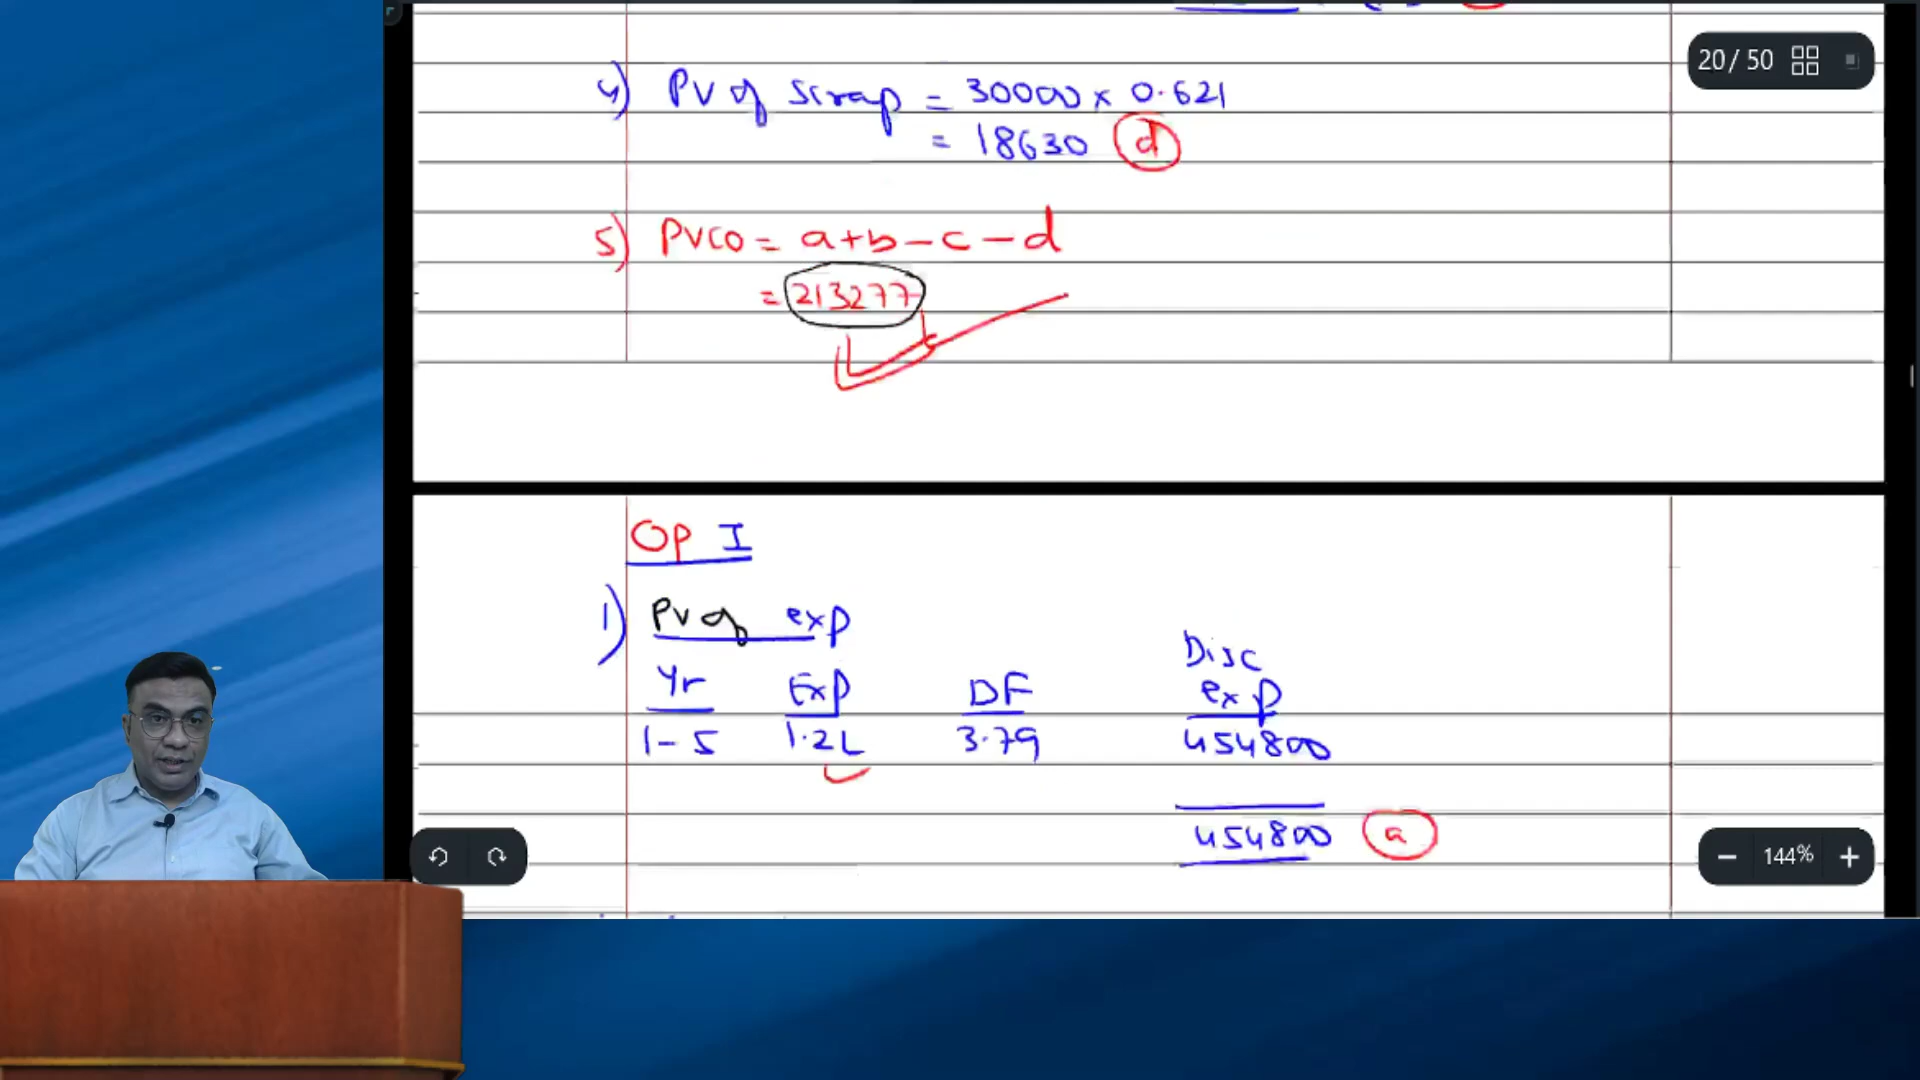 20 / 50
4) PV of Scrap = 30000 × 0.621
= 18630 (d)
5) PVCO = a+b-c-d
= 213277
Op I
1) PV of exp
Yr Exp DF Disc exp
1-5 1.2L 3.79 454800
454800 (a)
144%